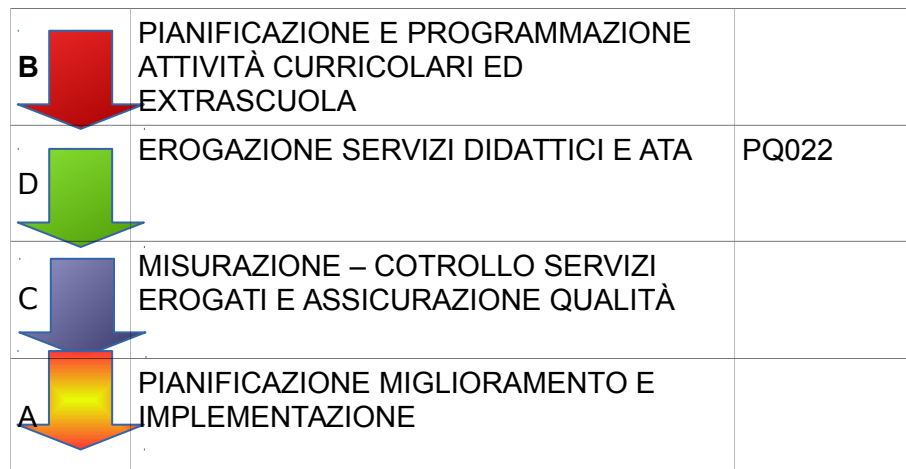 B
PIANIFICAZIONE E PROGRAMMAZIONE
ATTIVITÀ CURRICOLARI ED
EXTRASCUOLA
D
EROGAZIONE SERVIZI DIDATTICI E ATA
PQ022
C
MISURAZIONE – COTROLLO SERVIZI
EROGATI E ASSICURAZIONE QUALITÀ
A
PIANIFICAZIONE MIGLIORAMENTO E
IMPLEMENTAZIONE